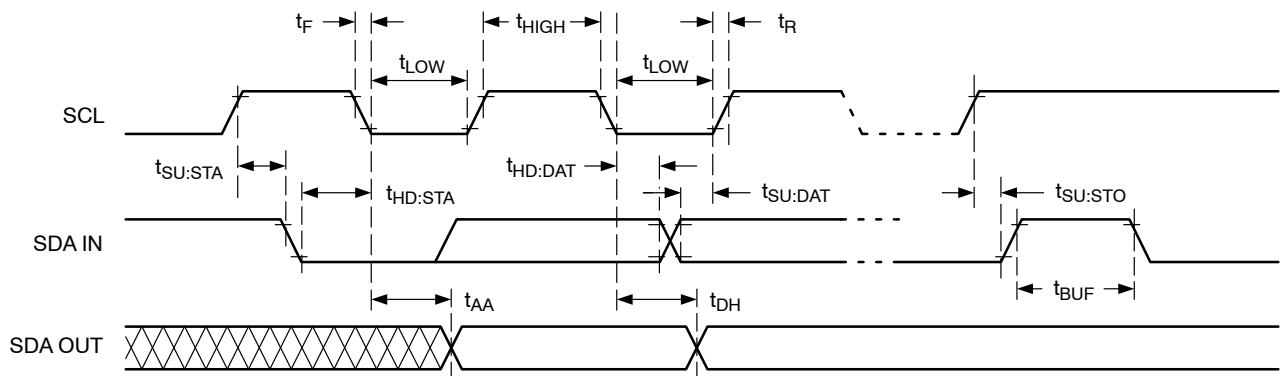 tF tHIGH tR
tLOW tLOW
SCL
tSU:STA tHD:STA tHD:DAT tSU:DAT tSU:STO
SDA IN
tBUF
tAA tDH
SDA OUT